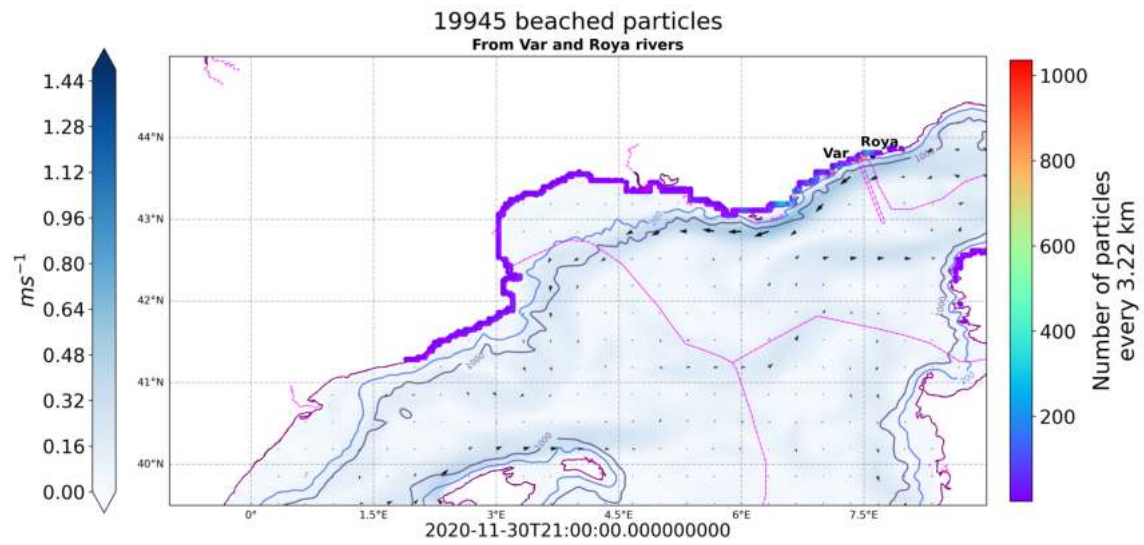 19945 beached particles
From Var and Roya rivers
1.44
1.28
1.12
0.96
0.80
0.64
0.48
0.32
0.16
0.00
ms⁻¹
44°N
43°N
42°N
41°N
40°N
0°
1.5°E
3°E
4.5°E
6°E
7.5°E
2020-11-30T21:00:00.000000000
Roya
Var
1000
1000
1000
1000
200
1000
800
600
400
200
Number of particles
every 3.22 km